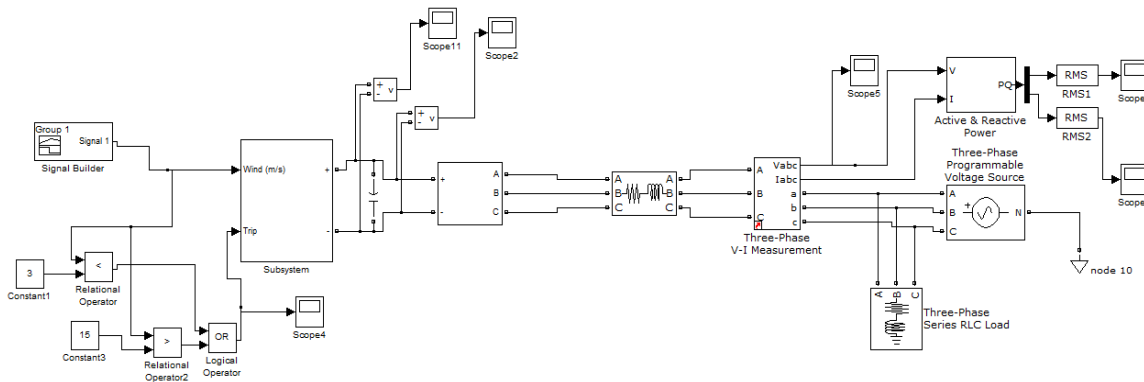 Scope11
Scope2
Group 1
Signal 1
Signal Builder
Wind (m/s)
Trip
+
-
Subsystem
+
-
v
+
-
v
+
-
A
B
C
A
B
C
A
B
C
A
B
C
Vabc
Iabc
a
b
c
Three-Phase
V-I Measurement
Scope5
V
I
PQ
Active & Reactive
Power
RMS
RMS1
RMS
RMS2
Scope
Scope
Three-Phase
Programmable
Voltage Source
A
B
C
+
N
node 10
A
B
C
Three-Phase
Series RLC Load
3
Constant1
<
Relational
Operator
15
Constant3
>
Relational
Operator2
OR
Logical
Operator
Scope4